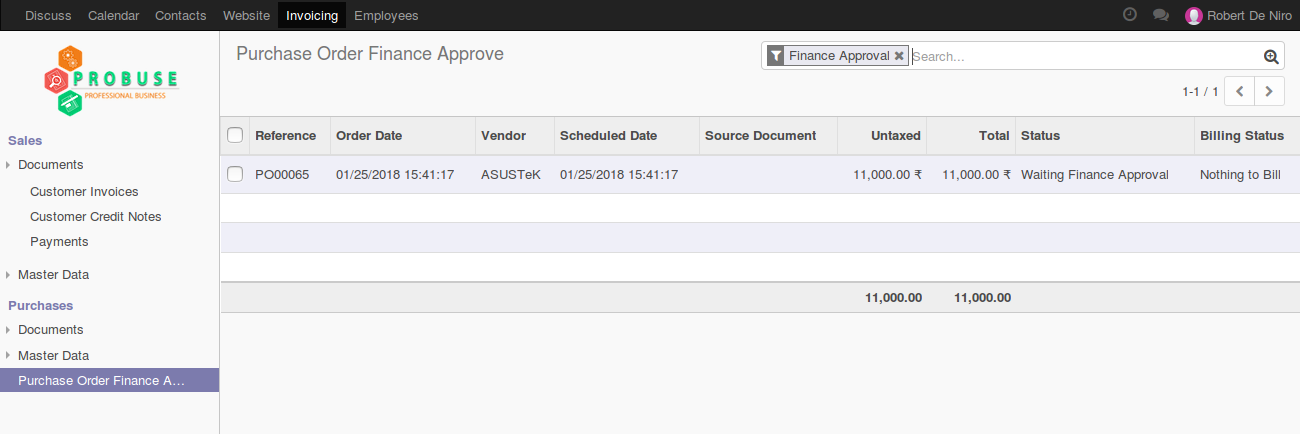 Discuss Calendar Contacts Website Invoicing Employees Robert De Niro
PROBUSE
PROFESSIONAL BUSINESS
Sales
Documents
Customer Invoices
Customer Credit Notes
Payments
Master Data
Purchases
Documents
Master Data
Purchase Order Finance A...
Purchase Order Finance Approve
Finance Approval Search...
1-1 / 1
Reference Order Date Vendor Scheduled Date Source Document Untaxed Total Status Billing Status
PO00065 01/25/2018 15:41:17 ASUSTeK 01/25/2018 15:41:17 11,000.00 ₹ 11,000.00 ₹ Waiting Finance Approval Nothing to Bill
11,000.00 11,000.00